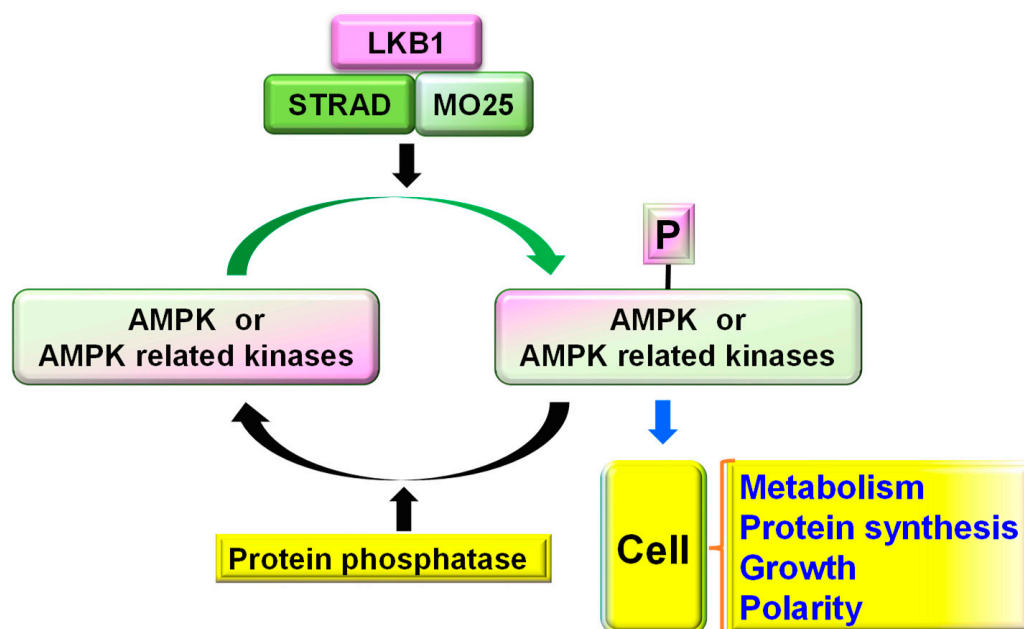 LKB1
STRAD
MO25
P
AMPK or
AMPK related kinases
AMPK or
AMPK related kinases
Protein phosphatase
Cell
Metabolism
Protein synthesis
Growth
Polarity